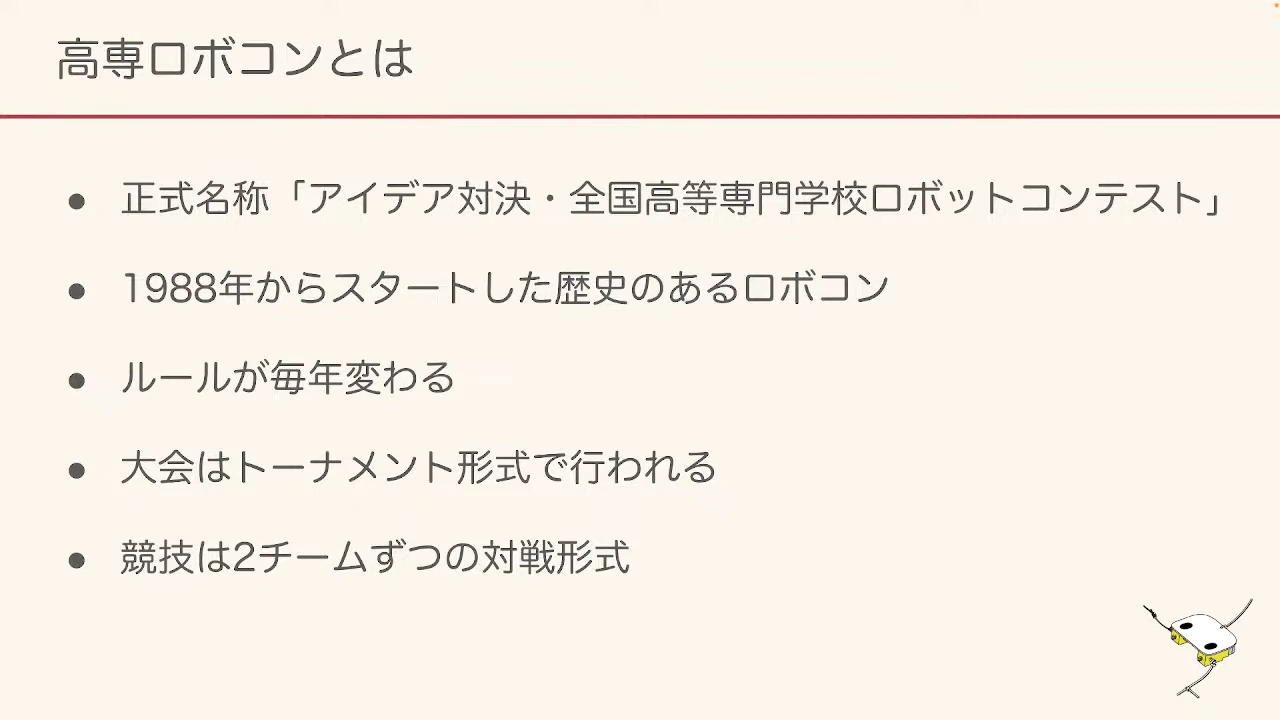 高専ロボコンとは
● 正式名称「アイデア対決・全国高等専門学校ロボットコンテスト」
● 1988年からスタートした歴史のあるロボコン
● ルールが毎年変わる
● 大会はトーナメント形式で行われる
● 競技は2チームずつの対戦形式